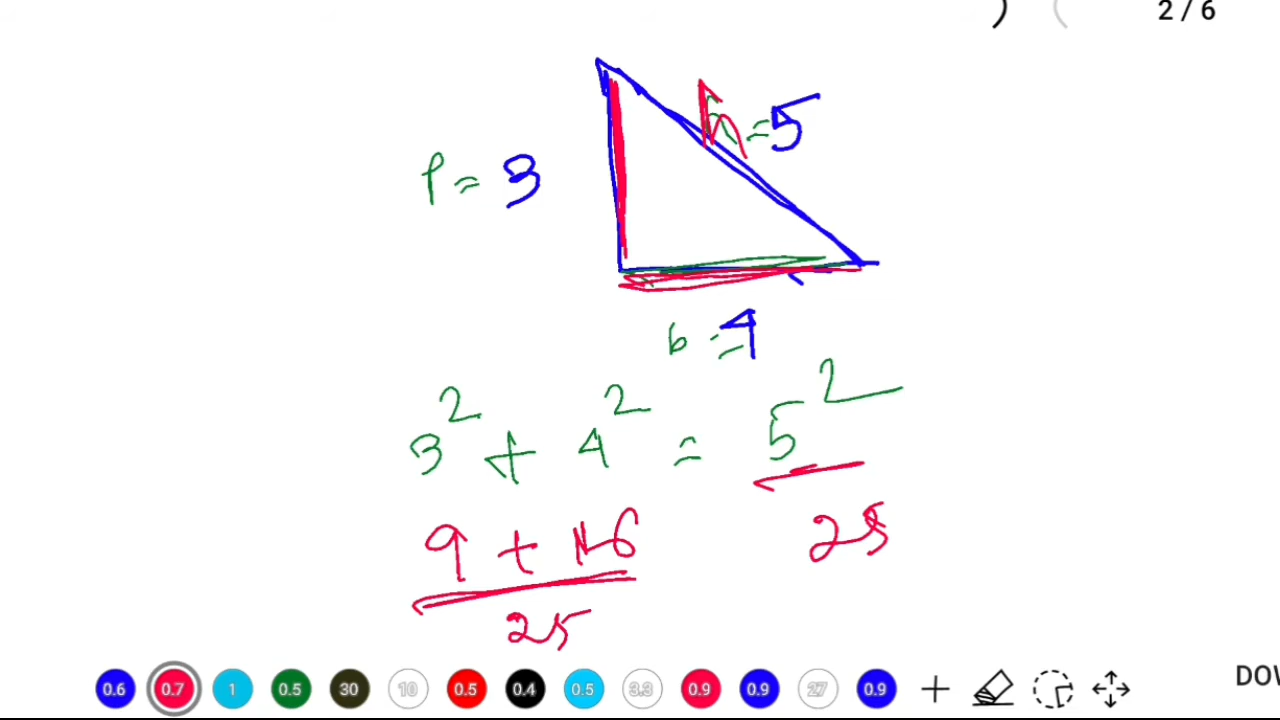 2 / 6
h = 5
p = 3
b = 4
3² + 4² = 5²
9 + 16 25
25
0.6 0.7 1 0.5 30 10 0.5 0.4 0.5 3.3 0.9 0.9 27 0.9